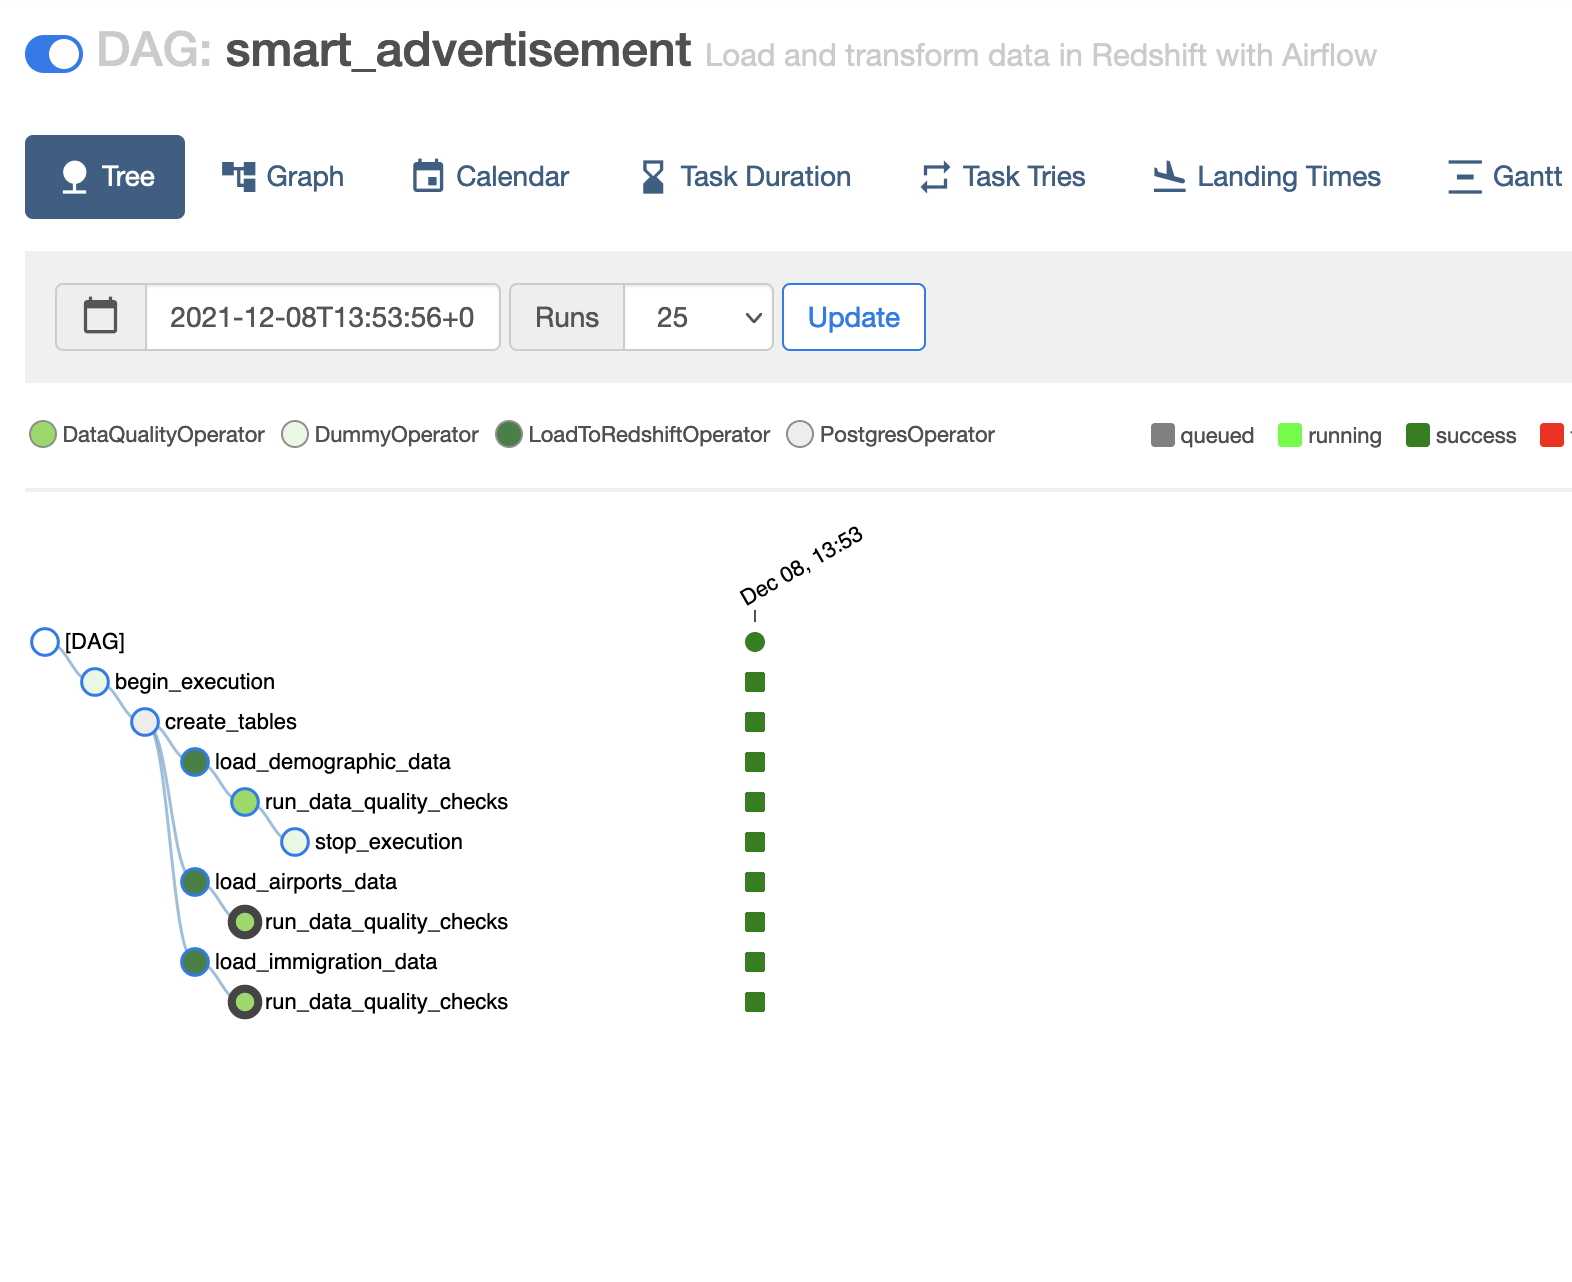 DAG: smart_advertisement Load and transform data in Redshift with Airflow
Tree Graph Calendar Task Duration Task Tries Landing Times Gantt
2021-12-08T13:53:56+0 Runs 25 Update
DataQualityOperator DummyOperator LoadToRedshiftOperator PostgresOperator queued running success
Dec 08, 13:53
[DAG]
begin_execution
create_tables
load_demographic_data
run_data_quality_checks
stop_execution
load_airports_data
run_data_quality_checks
load_immigration_data
run_data_quality_checks